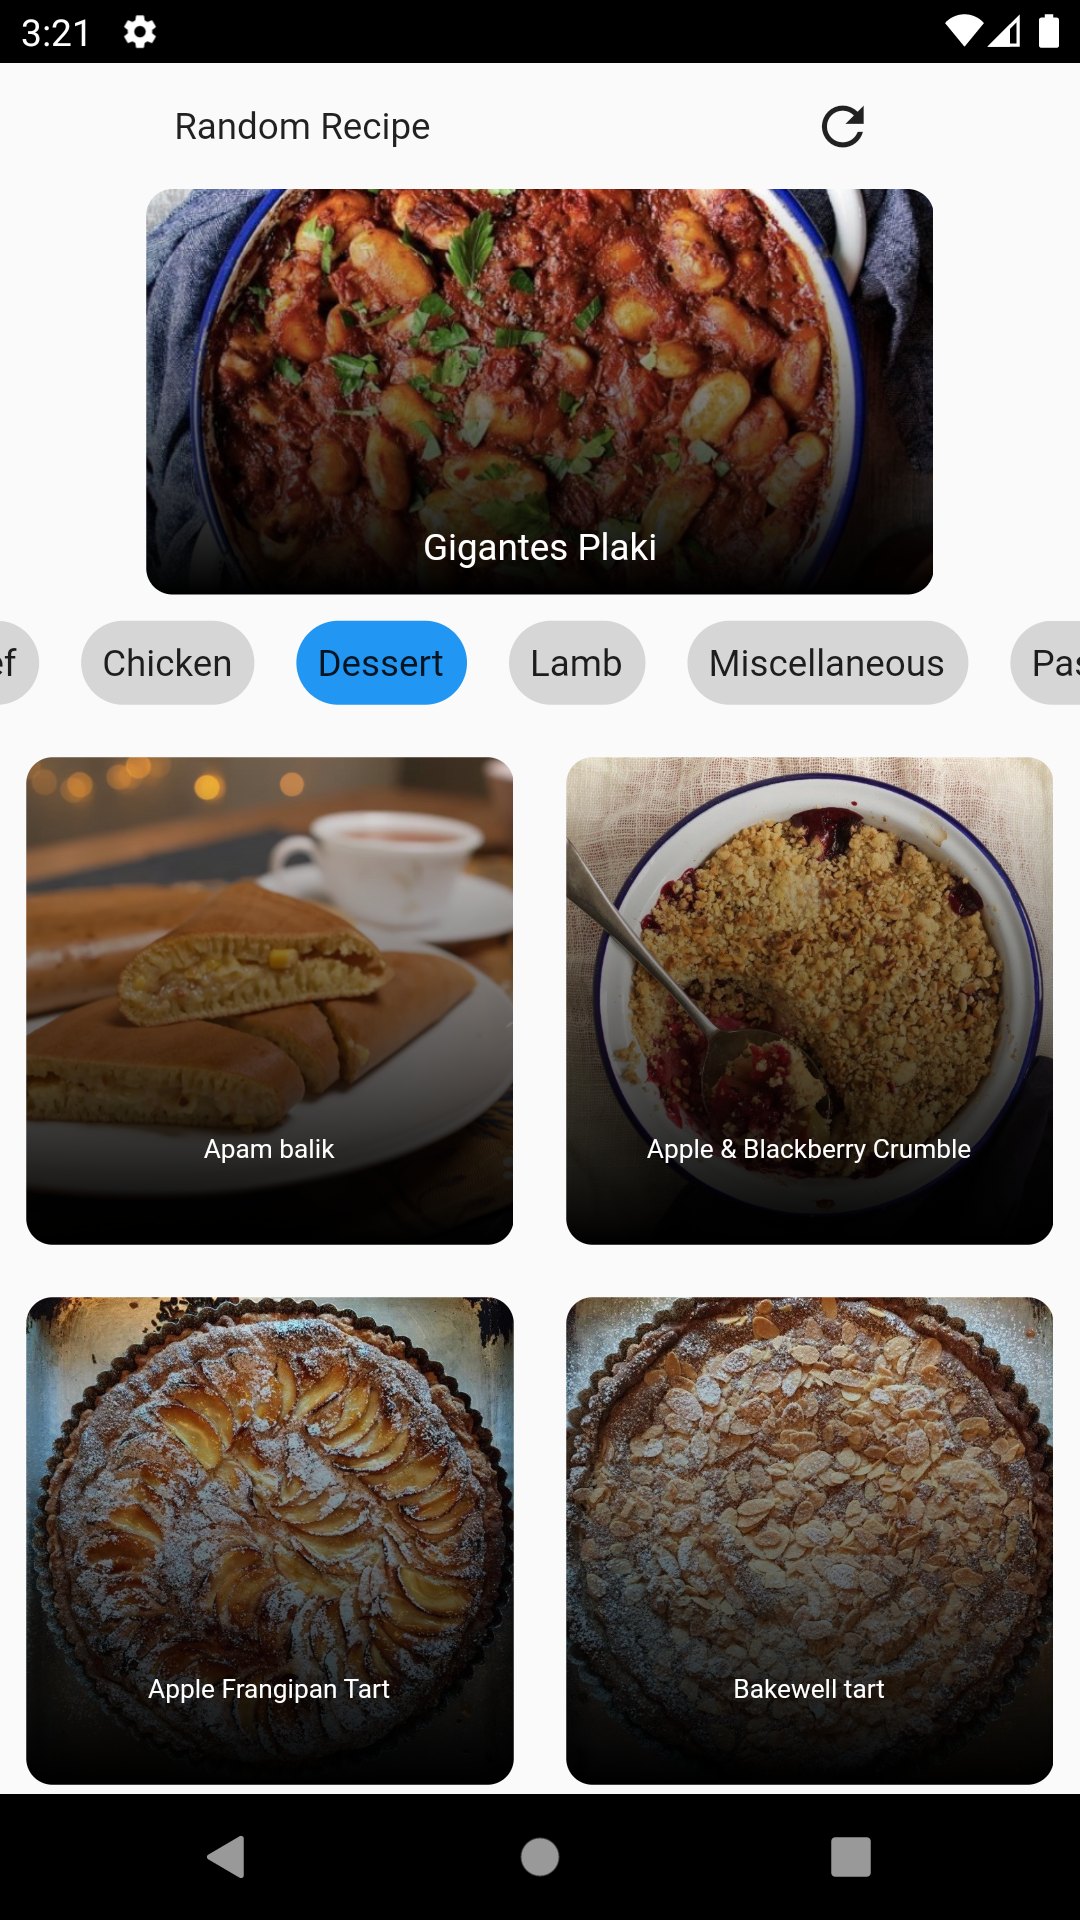 3:21
Random Recipe
Gigantes Plaki
ef Chicken Dessert Lamb Miscellaneous Pas
Apam balik
Apple & Blackberry Crumble
Apple Frangipan Tart
Bakewell tart